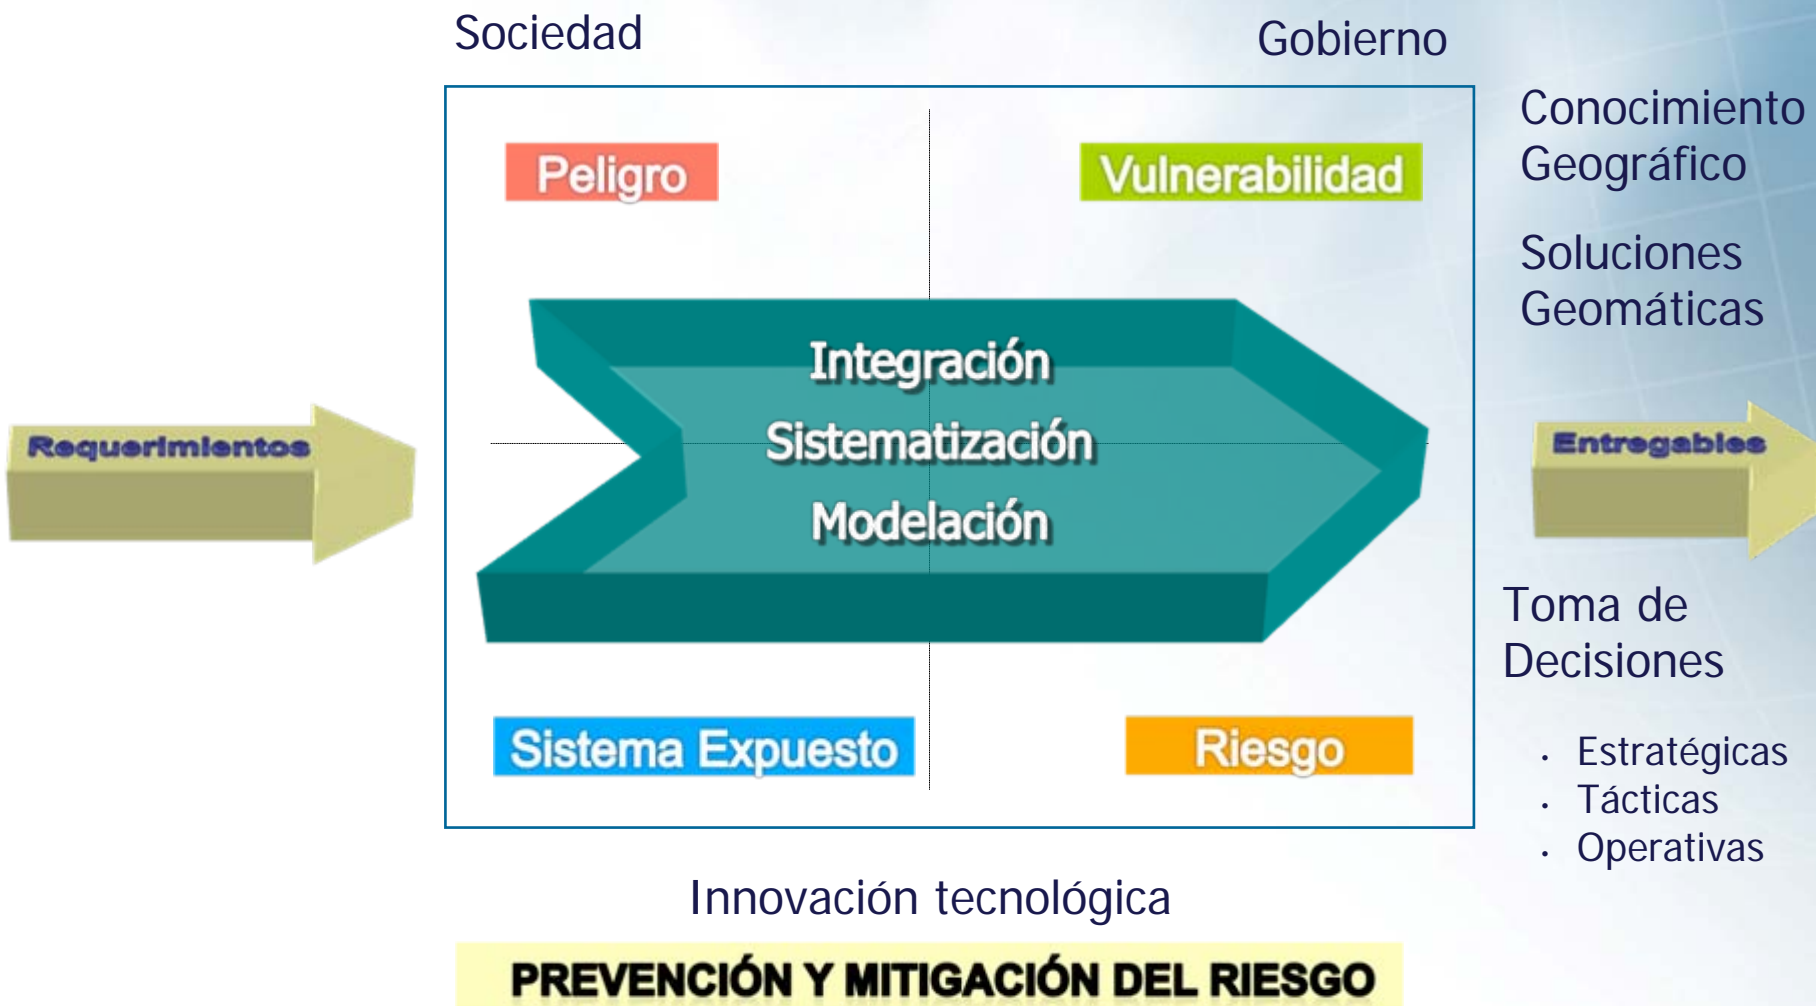 Sociedad
Gobierno
Peligro
Vulnerabilidad
Conocimiento
Geográfico
Soluciones
Geomáticas
Integración
Sistematización
Modelación
Requerimientos
Entregables
Toma de
Decisiones
Sistema Expuesto
Riesgo
· Estratégicas
· Tácticas
· Operativas
Innovación tecnológica
PREVENCIÓN Y MITIGACIÓN DEL RIESGO